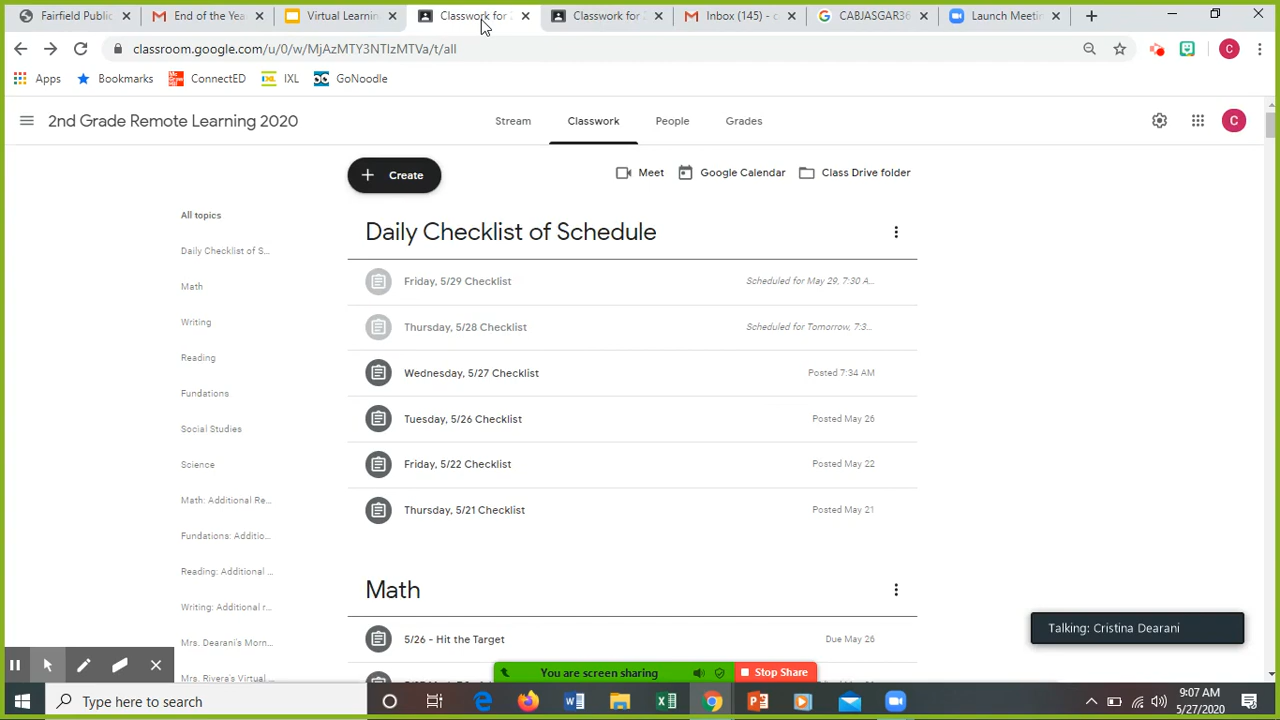 Fairfield Public End of the Yea Virtual Learnin Classwork for 2 Classwork for 2 Inbox (145) - c CABJASGAR36 Launch Meetin
classroom.google.com/u/0/w/MjAzMTY3NTIzMTVa/t/all
Apps Bookmarks ConnectED IXL GoNoodle
2nd Grade Remote Learning 2020 Stream Classwork People Grades
Create Meet Google Calendar Class Drive folder
All topics
Daily Checklist of Schedule
Daily Checklist of S...
Friday, 5/29 Checklist Scheduled for May 29, 7:30 A...
Math
Writing
Thursday, 5/28 Checklist Scheduled for Tomorrow, 7:3...
Reading
Wednesday, 5/27 Checklist Posted 7:34 AM
Fundations
Tuesday, 5/26 Checklist Posted May 26
Social Studies
Science
Friday, 5/22 Checklist Posted May 22
Math: Additional Re...
Thursday, 5/21 Checklist Posted May 21
Fundations: Additio...
Reading: Additional ...
Math
Writing: Additional r...
5/26 - Hit the Target Due May 26
Talking: Cristina Dearani
Mrs. Dearani's Morn...
Mrs. Rivera's Virtual
You are screen sharing Stop Share
Type here to search
9:07 AM
5/27/2020